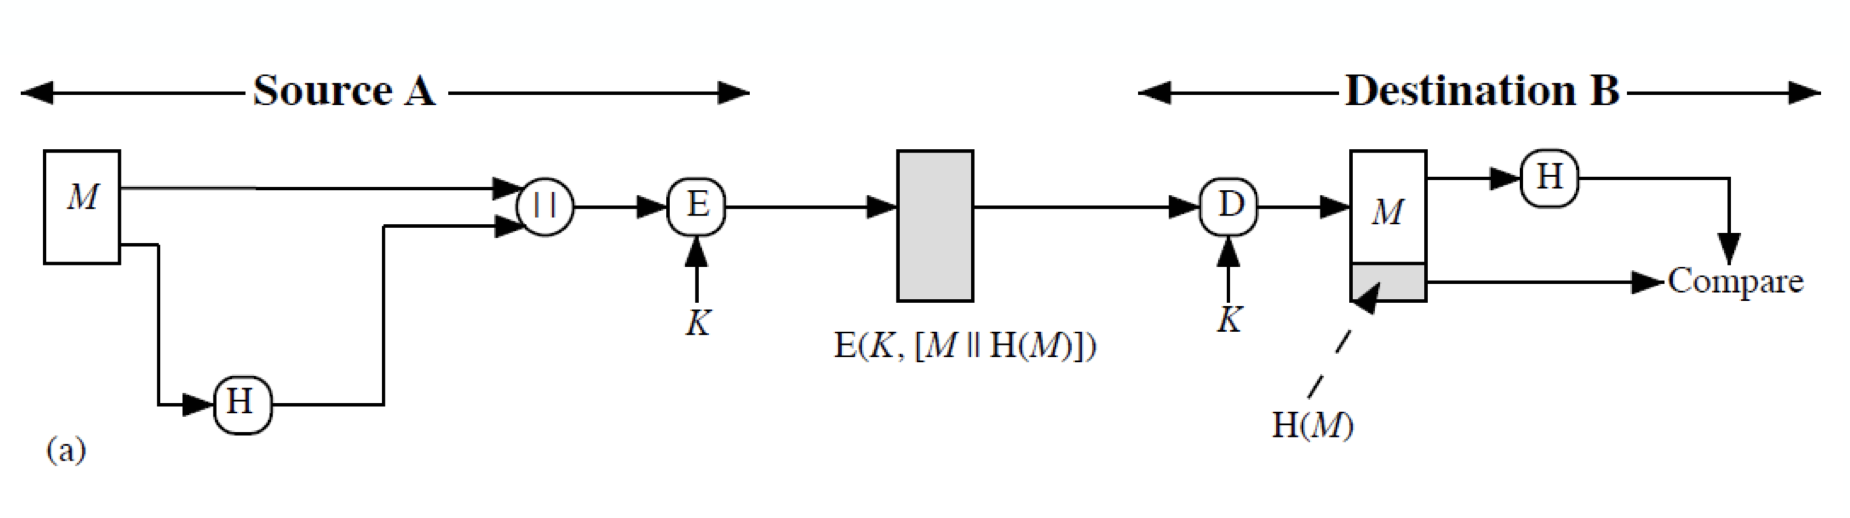 Source A
Destination B
M
||
E
D
M
H
K
K
Compare
E(K, [M || H(M)])
H
H(M)
(a)